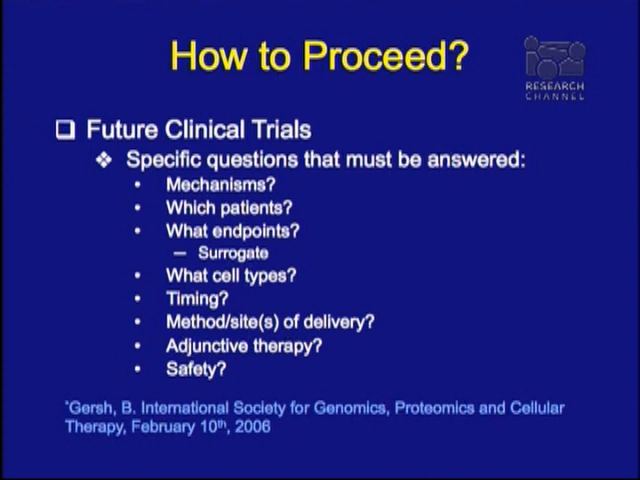 How to Proceed?
RESEARCH
CHANNEL
❑ Future Clinical Trials
❖ Specific questions that must be answered:
• Mechanisms?
• Which patients?
• What endpoints?
– Surrogate
• What cell types?
• Timing?
• Method/site(s) of delivery?
• Adjunctive therapy?
• Safety?
*Gersh, B. International Society for Genomics, Proteomics and Cellular
Therapy, February 10th, 2006